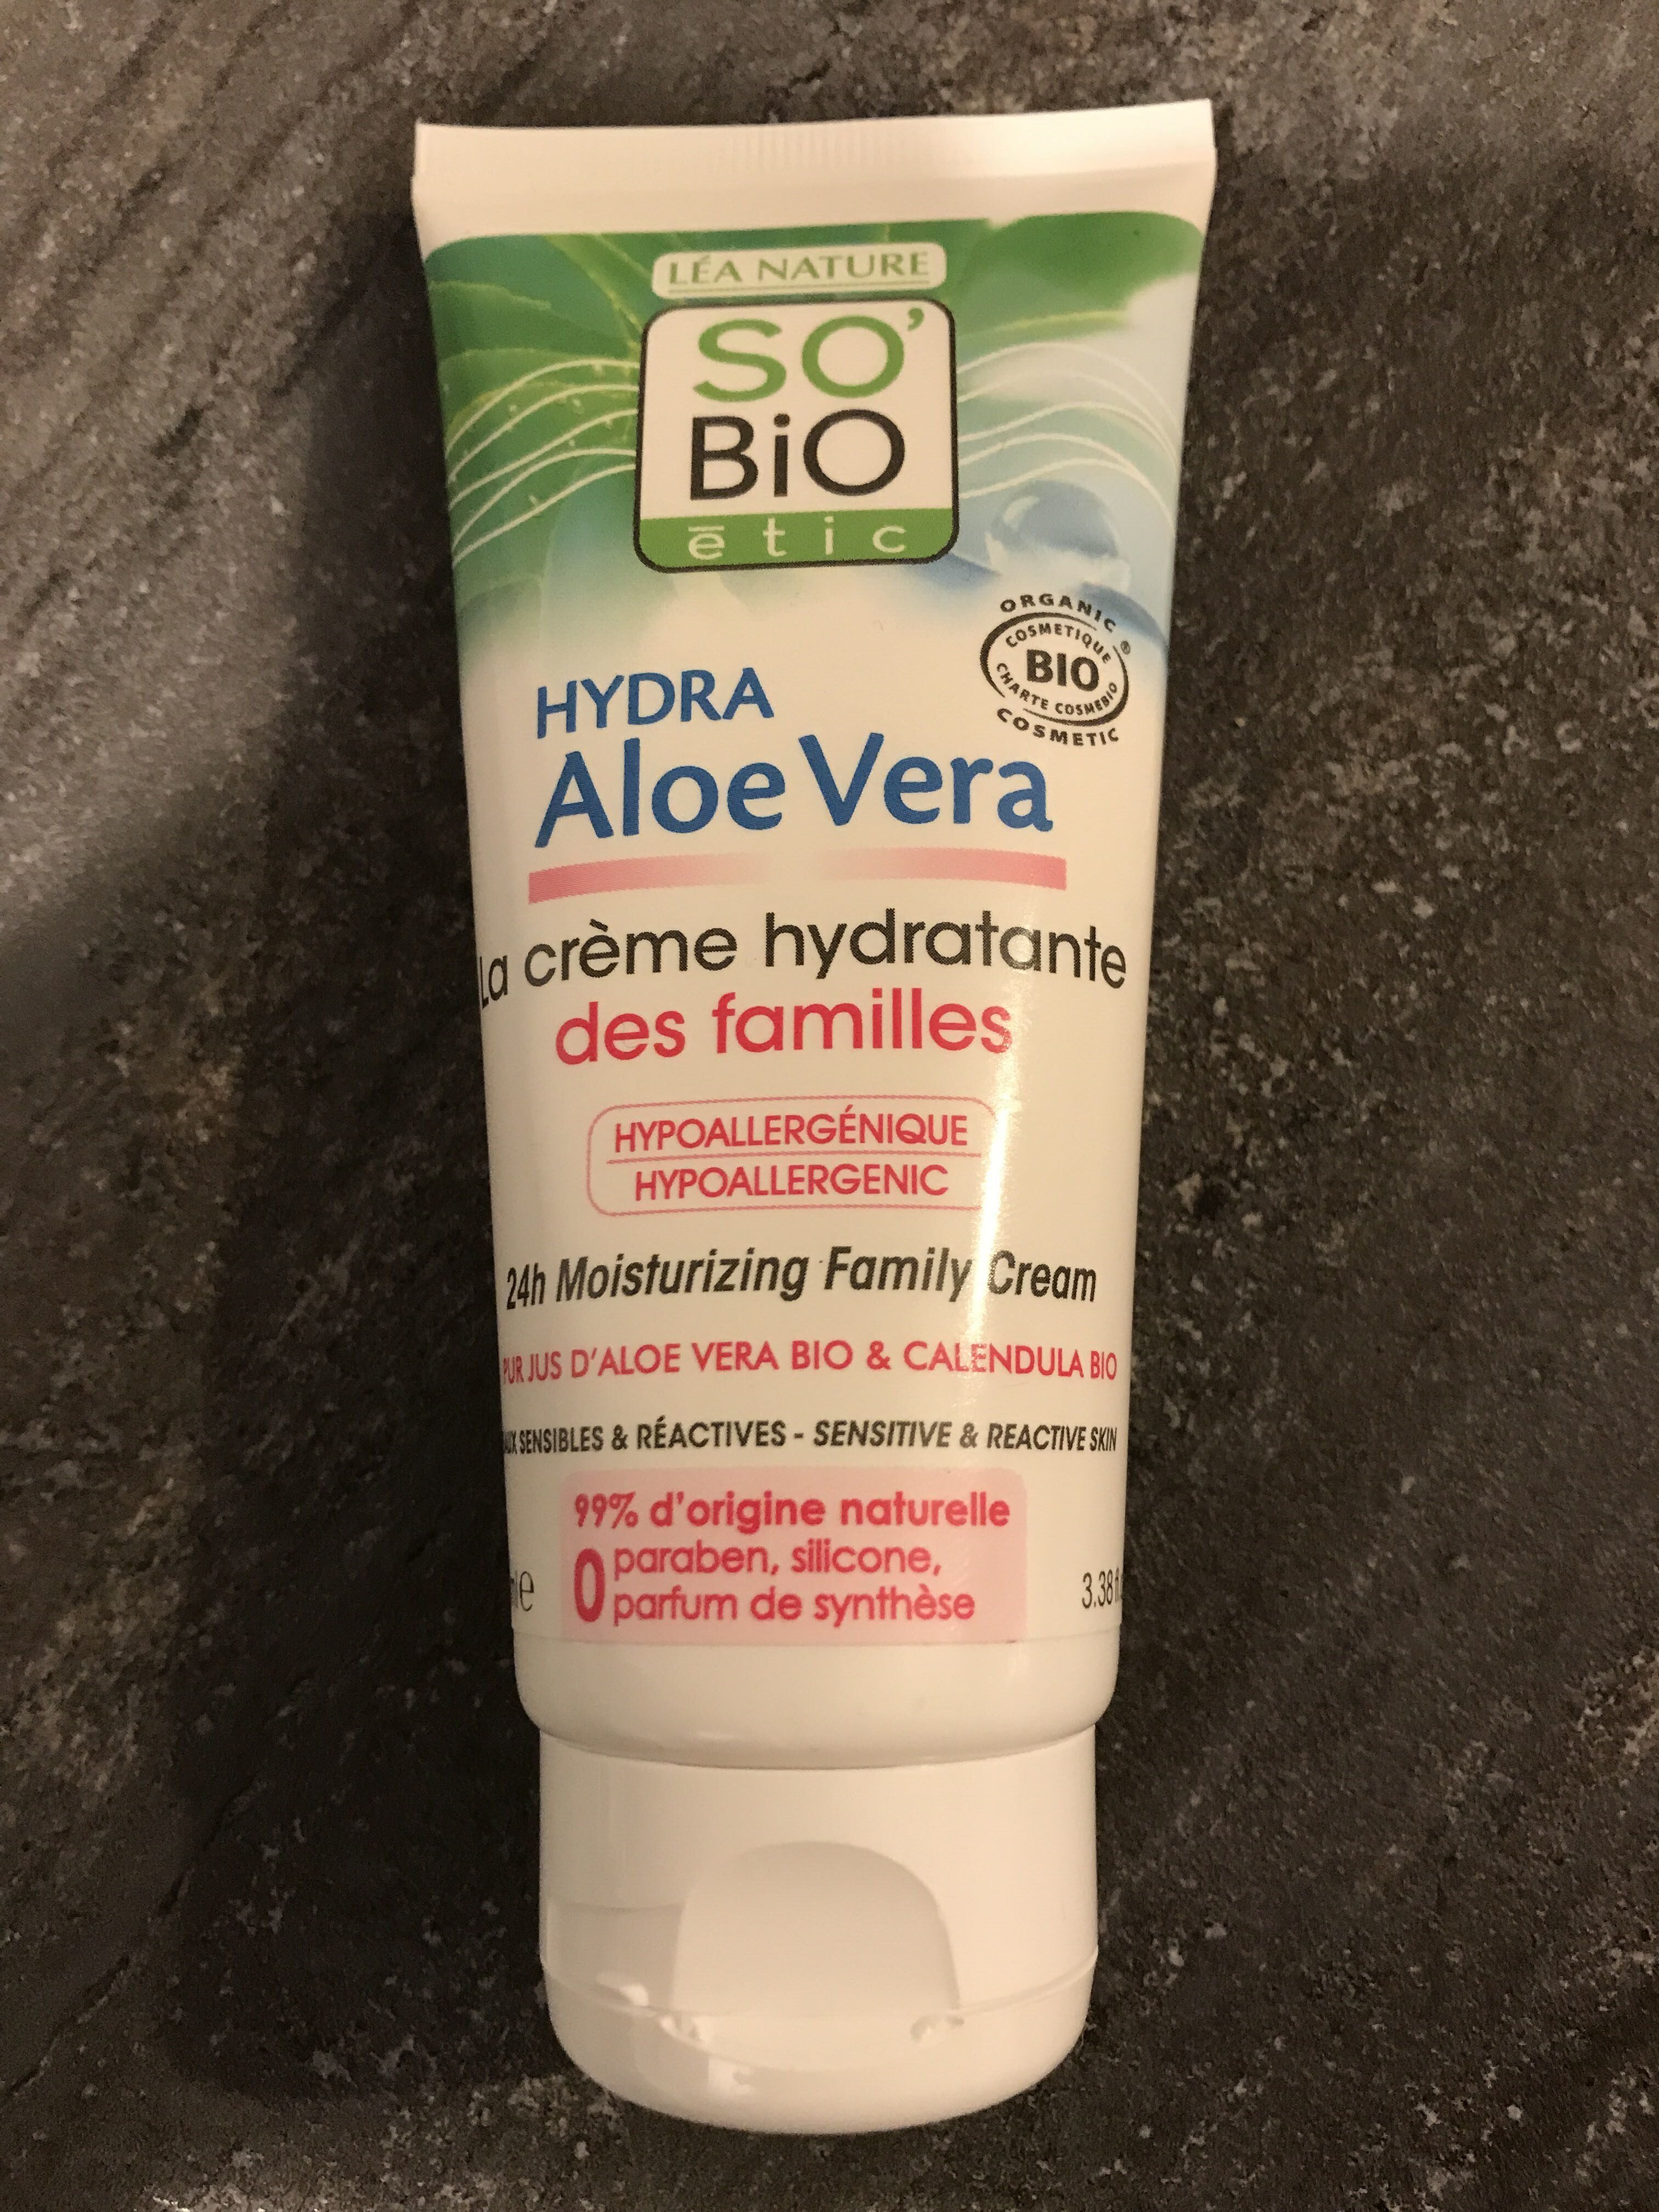 LÉA NATURE
SO'
BiO
ētic
ORGANIC
COSMETIQUE
BIO
CHARTE COSMEBIO
COSMETIC
®
HYDRA
Aloe Vera
La crème hydratante
des familles
HYPOALLERGÉNIQUE
HYPOALLERGENIC
24h Moisturizing Family Cream
PUR JUS D'ALOE VERA BIO & CALENDULA BIO
SENSIBLES & RÉACTIVES - SENSITIVE & REACTIVE SKIN
99% d'origine naturelle
0 paraben, silicone,
parfum de synthèse
e
3.38